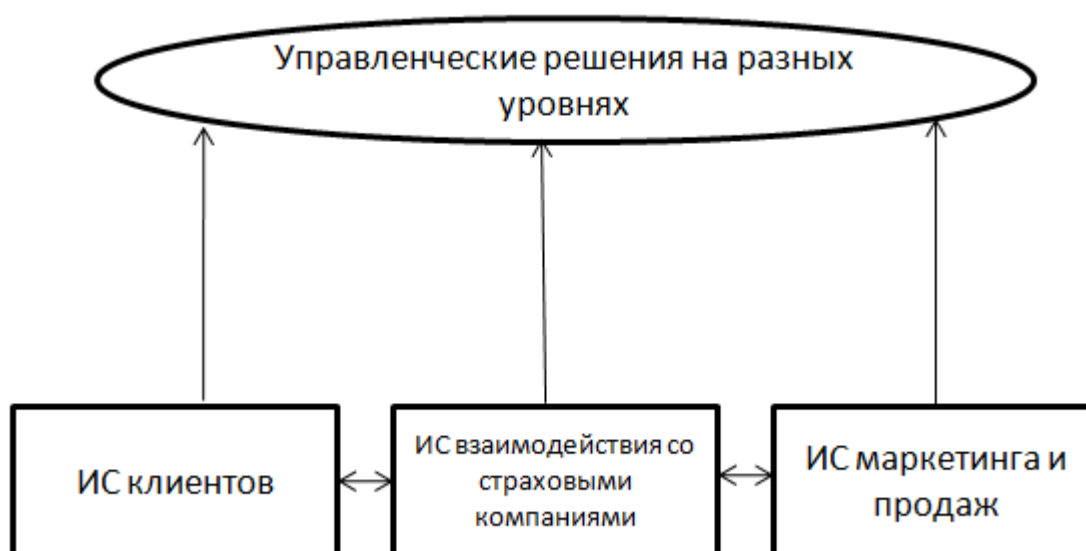 Управленческие решения на разных
уровнях
ИС клиентов
ИС взаимодействия со
страховыми
компаниями
ИС маркетинга и
продаж